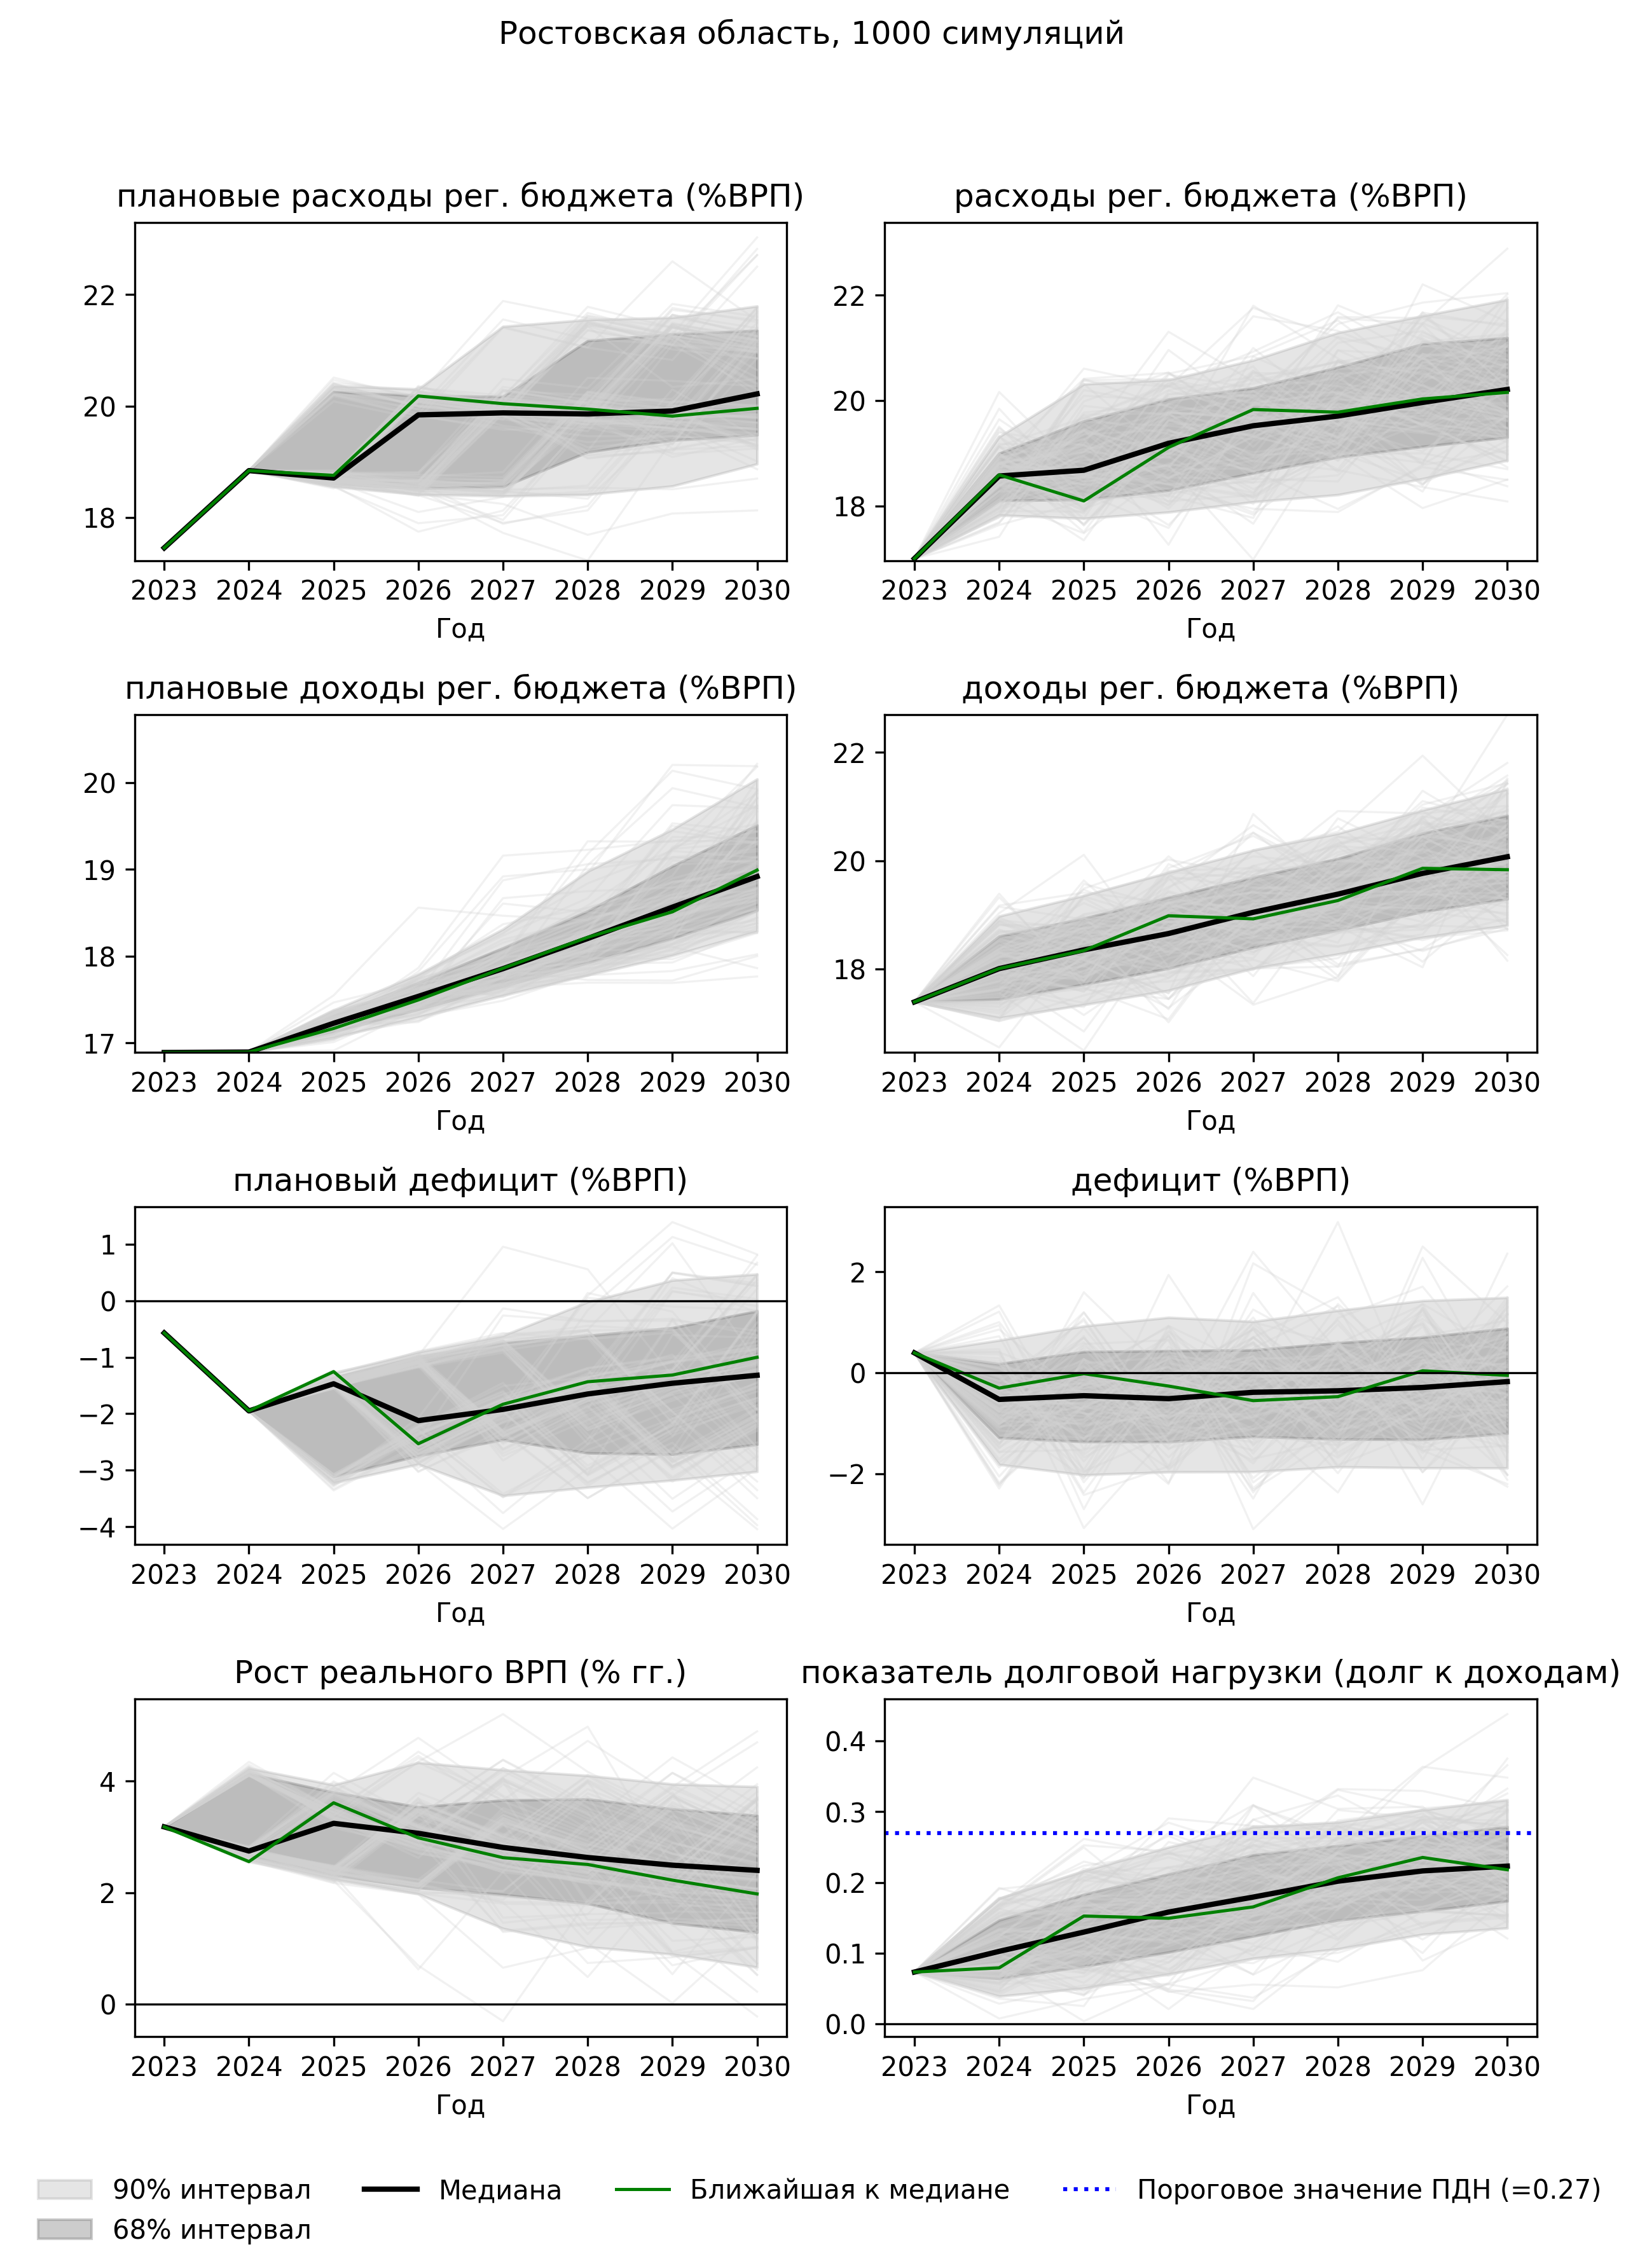 Ростовская область, 1000 симуляций
плановые расходы рег. бюджета (%ВРП)
22
20
18
2023 2024 2025 2026 2027 2028 2029 2030
Год
расходы рег. бюджета (%ВРП)
22
20
18
2023 2024 2025 2026 2027 2028 2029 2030
Год
плановые доходы рег. бюджета (%ВРП)
20
19
18
17
2023 2024 2025 2026 2027 2028 2029 2030
Год
доходы рег. бюджета (%ВРП)
22
20
18
2023 2024 2025 2026 2027 2028 2029 2030
Год
плановый дефицит (%ВРП)
1
0
−1
−2
−3
−4
2023 2024 2025 2026 2027 2028 2029 2030
Год
дефицит (%ВРП)
2
0
−2
2023 2024 2025 2026 2027 2028 2029 2030
Год
Рост реального ВРП (% гг.)
4
2
0
2023 2024 2025 2026 2027 2028 2029 2030
Год
показатель долговой нагрузки (долг к доходам)
0.4
0.3
0.2
0.1
0.0
2023 2024 2025 2026 2027 2028 2029 2030
Год
90% интервал
68% интервал
Медиана
Ближайшая к медиане
Пороговое значение ПДН (=0.27)